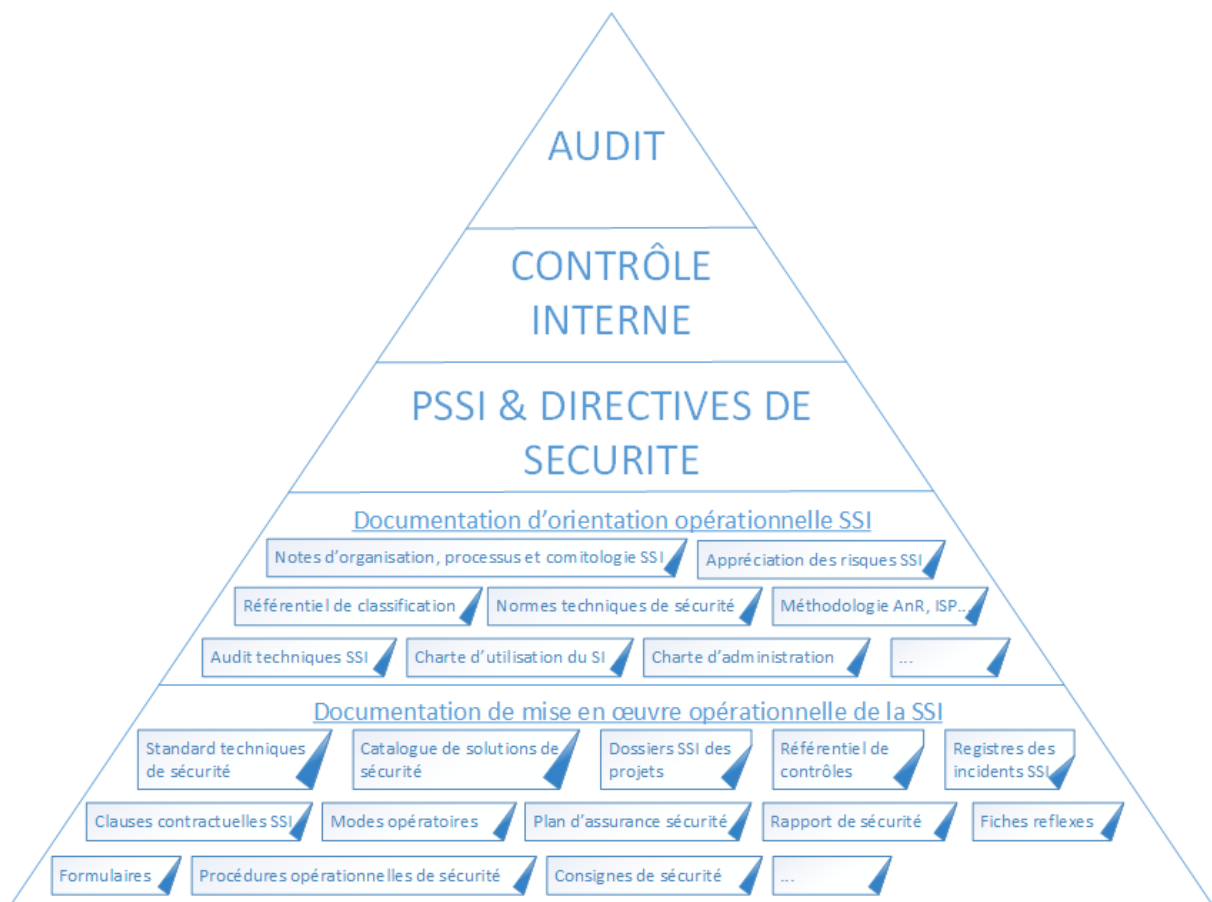 AUDIT
CONTRÔLE
INTERNE
PSSI & DIRECTIVES DE
SECURITE
Documentation d'orientation opérationnelle SSI
Notes d'organisation, processus et comitologie SSI
Appréciation des risques SSI
Référentiel de classification
Normes techniques de sécurité
Méthodologie AnR, ISP...
Audit techniques SSI
Charte d'utilisation du SI
Charte d'administration
...
Documentation de mise en œuvre opérationnelle de la SSI
Standard techniques
de sécurité
Catalogue de solutions de
sécurité
Dossiers SSI des
projets
Référentiel de
contrôles
Registres des
incidents SSI
Clauses contractuelles SSI
Modes opératoires
Plan d'assurance sécurité
Rapport de sécurité
Fiches reflexes
Formulaires
Procédures opérationnelles de sécurité
Consignes de sécurité
...